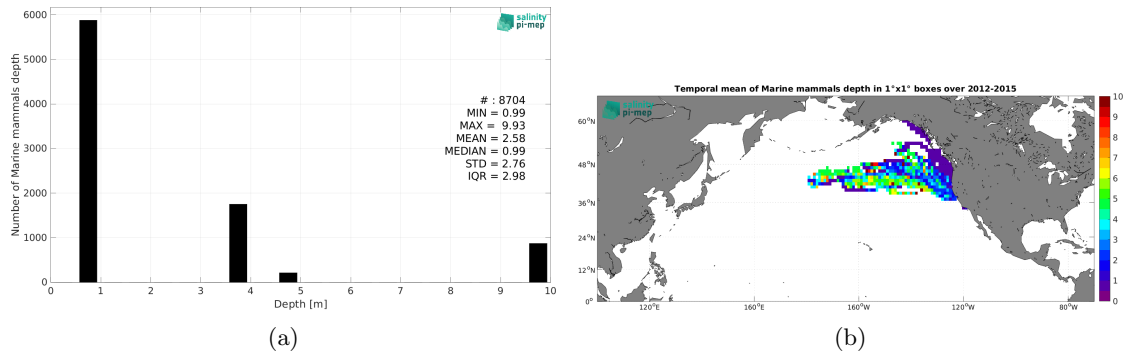 6000
5000
4000
3000
2000
1000
0
Number of Marine mammals depth
salinity
pi-mep
# : 8704
MIN = 0.99
MAX = 9.93
MEAN = 2.58
MEDIAN = 0.99
STD = 2.76
IQR = 2.98
0 1 2 3 4 5 6 7 8 9 10
Depth [m]
(a)
Temporal mean of Marine mammals depth in 1°x1° boxes over 2012-2015
salinity
pi-mep
60°N
48°N
36°N
24°N
12°N
0°
120°E 160°E 160°W 120°W 80°W
10
9
8
7
6
5
4
3
2
1
0
(b)